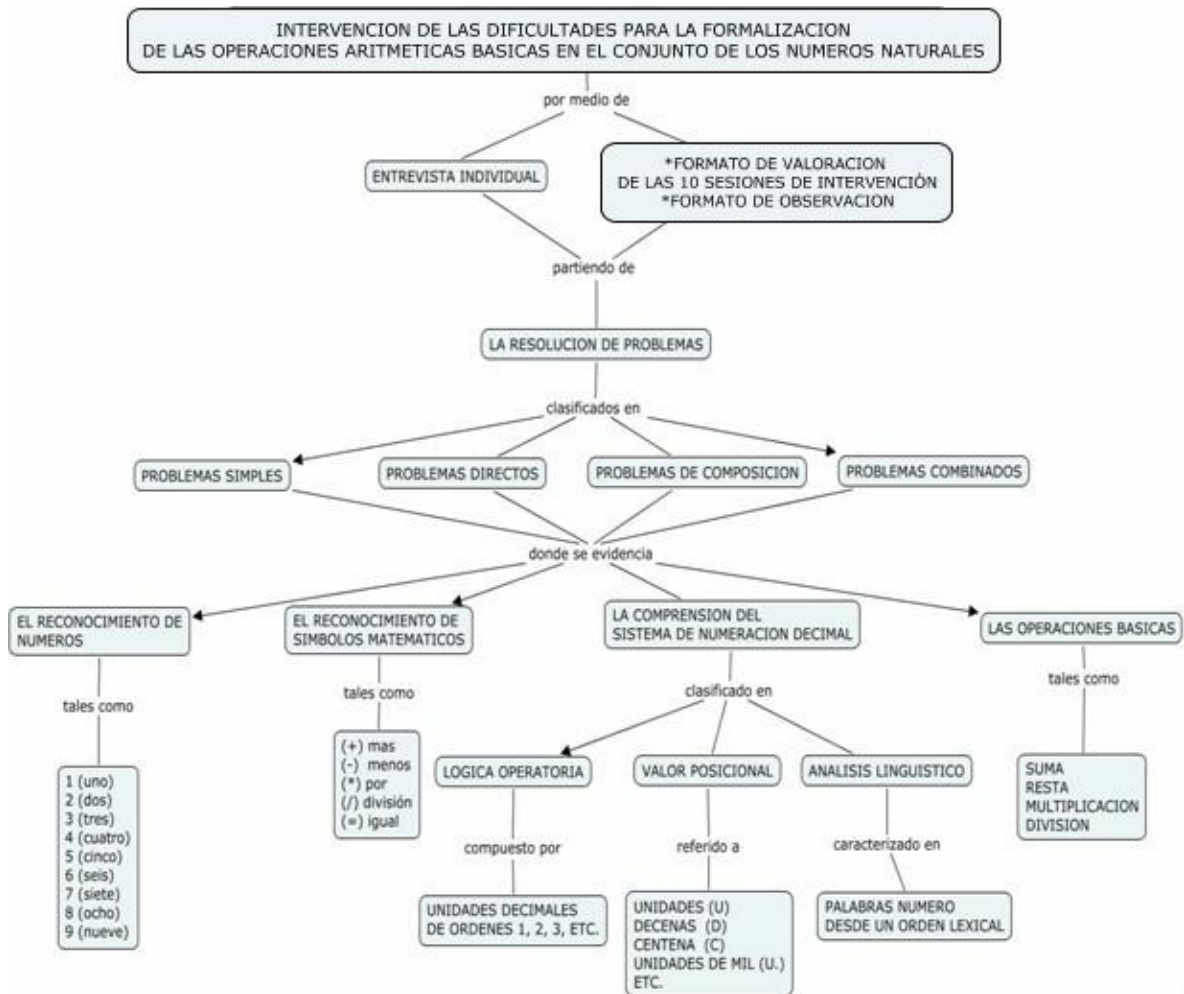 INTERVENCION DE LAS DIFICULTADES PARA LA FORMALIZACION
DE LAS OPERACIONES ARITMETICAS BASICAS EN EL CONJUNTO DE LOS NUMEROS NATURALES
por medio de
ENTREVISTA INDIVIDUAL
*FORMATO DE VALORACION
DE LAS 10 SESIONES DE INTERVENCIÓN
*FORMATO DE OBSERVACION
partiendo de
LA RESOLUCION DE PROBLEMAS
clasificados en
PROBLEMAS SIMPLES
PROBLEMAS DIRECTOS
PROBLEMAS DE COMPOSICION
PROBLEMAS COMBINADOS
donde se evidencia
EL RECONOCIMIENTO DE
NUMEROS
EL RECONOCIMIENTO DE
SIMBOLOS MATEMATICOS
LA COMPRENSION DEL
SISTEMA DE NUMERACION DECIMAL
LAS OPERACIONES BASICAS
tales como
tales como
clasificado en
tales como
1 (uno)
2 (dos)
3 (tres)
4 (cuatro)
5 (cinco)
6 (seis)
7 (siete)
8 (ocho)
9 (nueve)
(+) mas
(-) menos
(*) por
(/) división
(=) igual
LOGICA OPERATORIA
VALOR POSICIONAL
ANALISIS LINGUISTICO
SUMA
RESTA
MULTIPLICACION
DIVISION
compuesto por
referido a
caracterizado en
UNIDADES DECIMALES
DE ORDENES 1, 2, 3, ETC.
UNIDADES (U)
DECENAS (D)
CENTENA (C)
UNIDADES DE MIL (U.)
ETC.
PALABRAS NUMERO
DESDE UN ORDEN LEXICAL